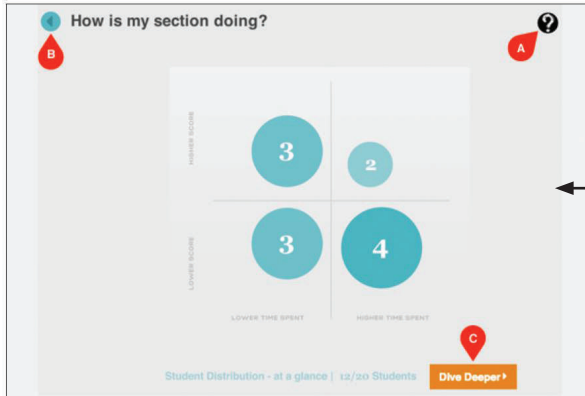 How is my section doing?
B
A
HIGHER SCORE
3
2
LOWER SCORE
3
4
LOWER TIME SPENT
HIGHER TIME SPENT
C
Student Distribution - at a glance | 12/20 Students
Dive Deeper